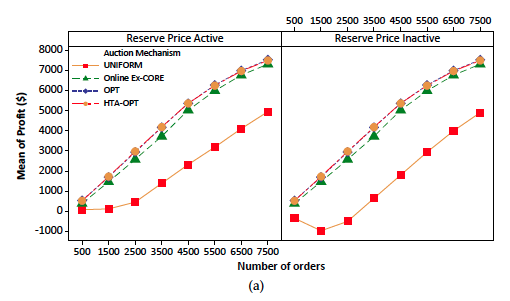 500 1500 2500 3500 4500 5500 6500 7500
Reserve Price Active
Reserve Price Inactive
8000
7000
6000
5000
4000
3000
2000
1000
0
-1000
Mean of Profit ($)
Auction Mechanism
UNIFORM
Online Ex-CORE
OPT
HTA-OPT
500 1500 2500 3500 4500 5500 6500 7500
Number of orders
(a)